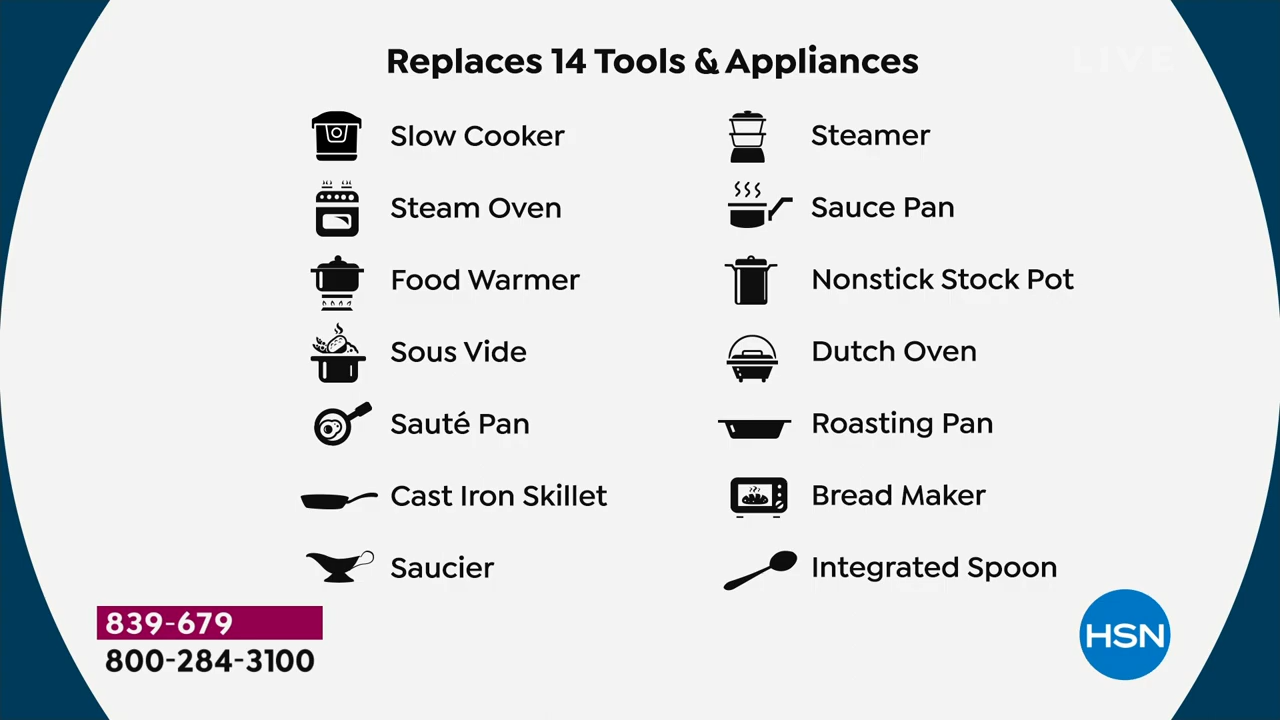 LIVE
Replaces 14 Tools & Appliances
Slow Cooker
Steam Oven
Food Warmer
Sous Vide
Sauté Pan
Cast Iron Skillet
Saucier
Steamer
Sauce Pan
Nonstick Stock Pot
Dutch Oven
Roasting Pan
Bread Maker
Integrated Spoon
839-679
800-284-3100
HSN